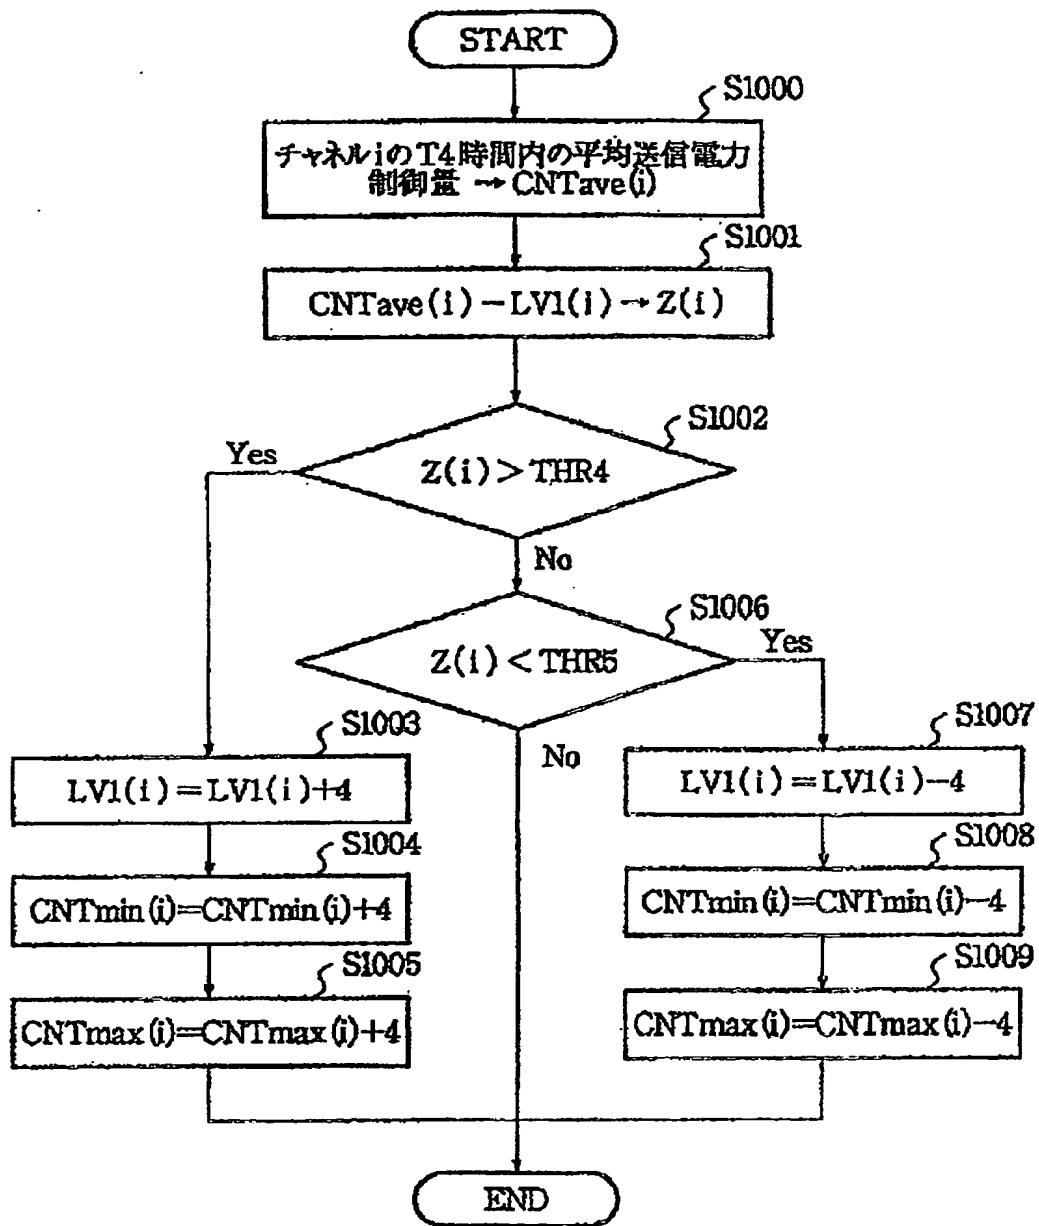 START
S1000
チャネルiのT4時間内の平均送信電力
制御量 → CNTave(i)
S1001
CNTave(i)－LV1(i)→Z(i)
S1002
Yes
Z(i)＞THR4
No
S1006
Yes
Z(i)＜THR5
No
S1003
LV1(i)＝LV1(i)+4
S1004
CNTmin(i)=CNTmin(i)+4
S1005
CNTmax(i)=CNTmax(i)+4
S1007
LV1(i)＝LV1(i)－4
S1008
CNTmin(i)=CNTmin(i)－4
S1009
CNTmax(i)=CNTmax(i)－4
END